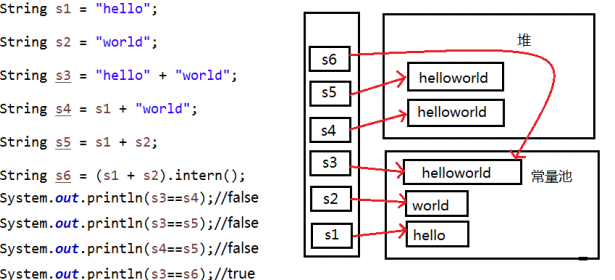 String s1 = "hello";
String s2 = "world";
String s3 = "hello" + "world";
String s4 = s1 + "world";
String s5 = s1 + s2;
String s6 = (s1 + s2).intern();
System.out.println(s3==s4);//false
System.out.println(s3==s5);//false
System.out.println(s4==s5);//false
System.out.println(s3==s6);//true
堆
s6
s5
helloworld
s4
helloworld
s3
helloworld
常量池
s2
world
s1
hello